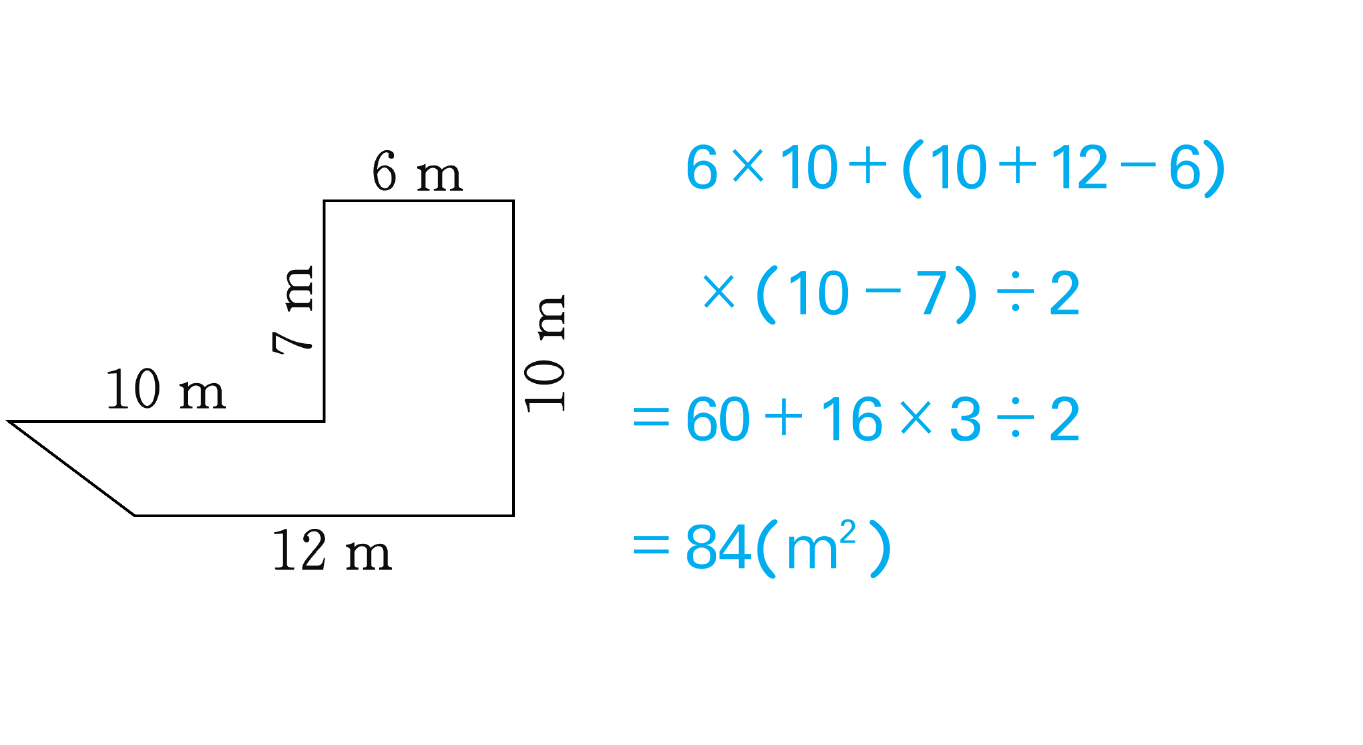 6 m
7 m
10 m
10 m
12 m
6×10+(10+12-6)
×(10-7)÷2
=60+16×3÷2
=84(m²)